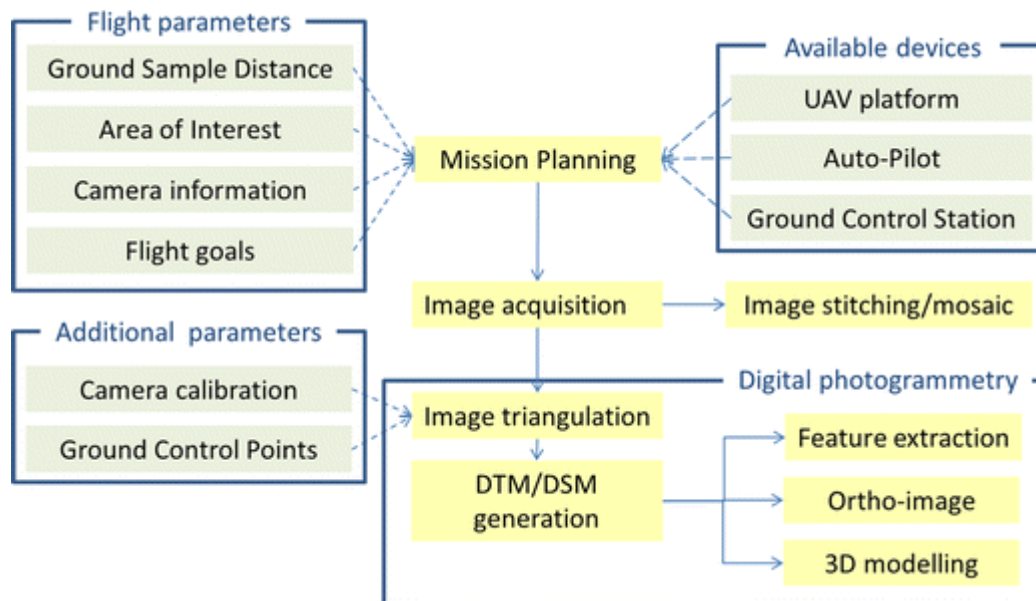 Flight parameters
Ground Sample Distance
Area of Interest
Camera information
Flight goals
Available devices
UAV platform
Auto-Pilot
Ground Control Station
Mission Planning
Image acquisition
Image stitching/mosaic
Additional parameters
Camera calibration
Ground Control Points
Digital photogrammetry
Image triangulation
DTM/DSM
generation
Feature extraction
Ortho-image
3D modelling